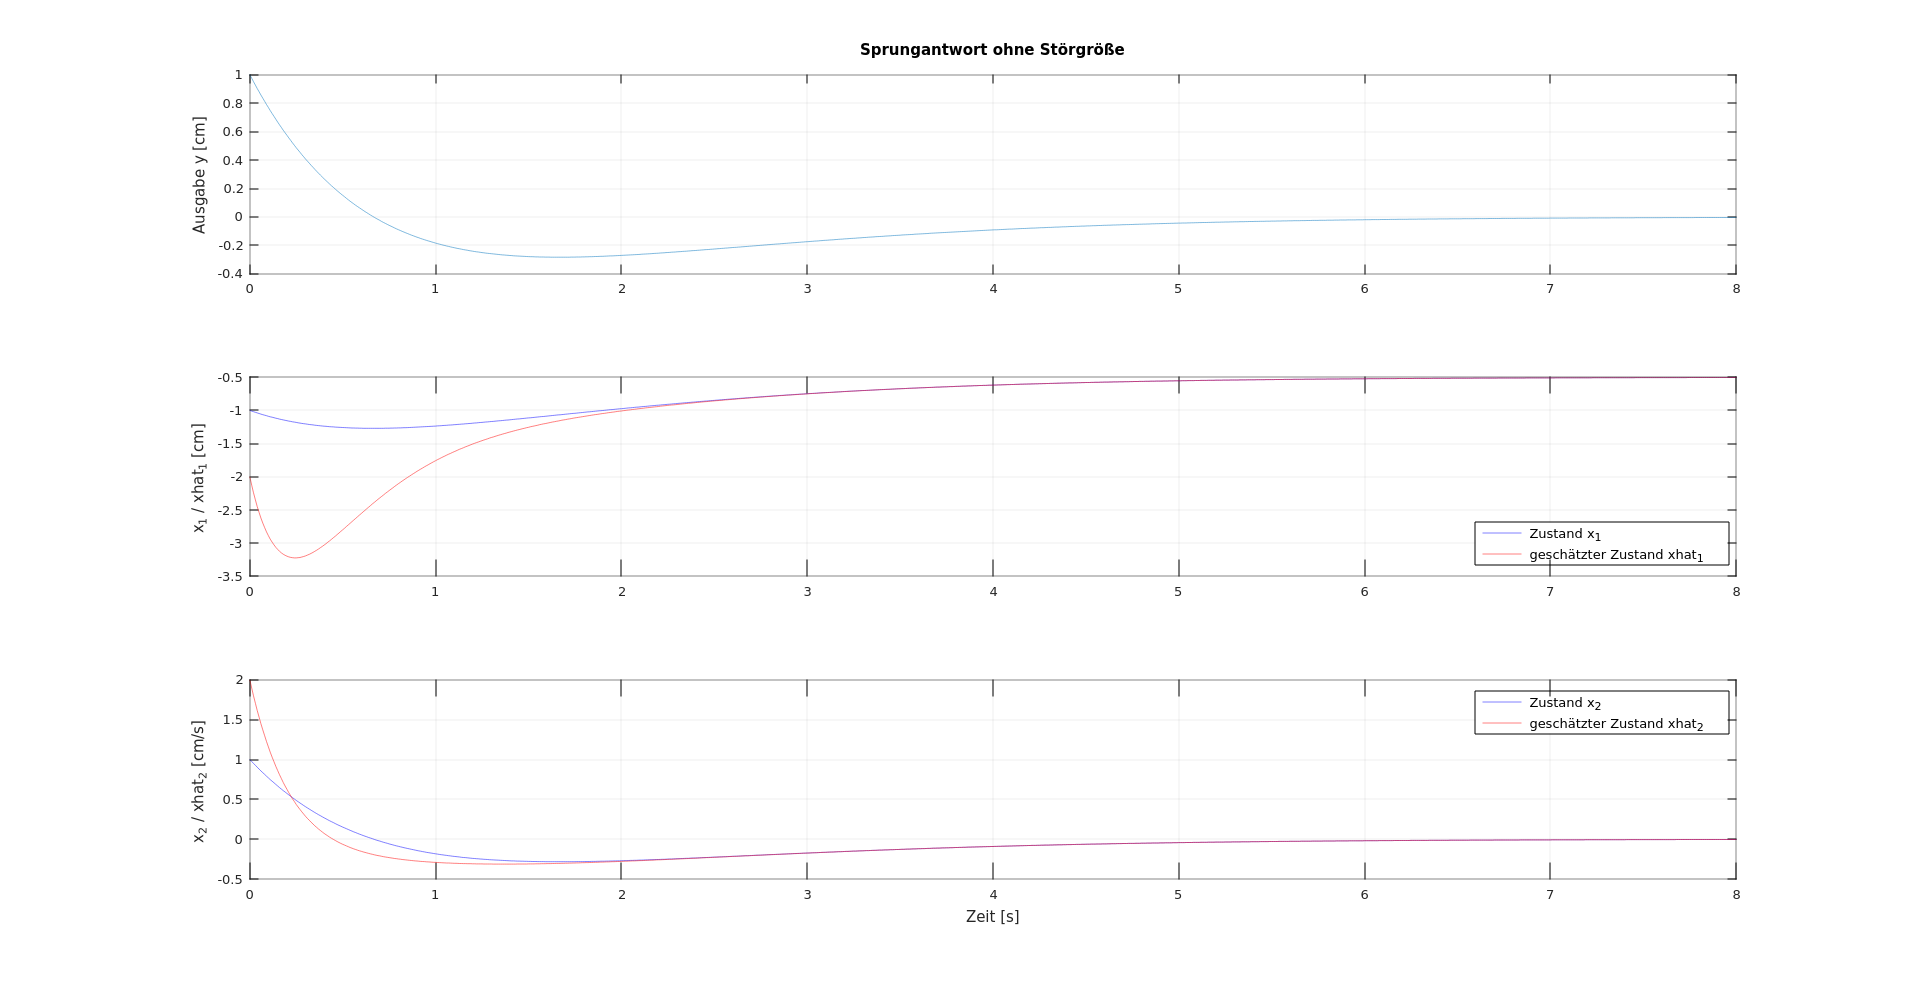 Sprungantwort ohne Störgröße
Ausgabe y [cm]
1
0.8
0.6
0.4
0.2
0
-0.2
-0.4
0 1 2 3 4 5 6 7 8
x1 / xhat1 [cm]
-0.5
-1
-1.5
-2
-2.5
-3
-3.5
Zustand x1
geschätzter Zustand xhat1
0 1 2 3 4 5 6 7 8
x2 / xhat2 [cm/s]
2
1.5
1
0.5
0
-0.5
Zustand x2
geschätzter Zustand xhat2
0 1 2 3 4 5 6 7 8
Zeit [s]